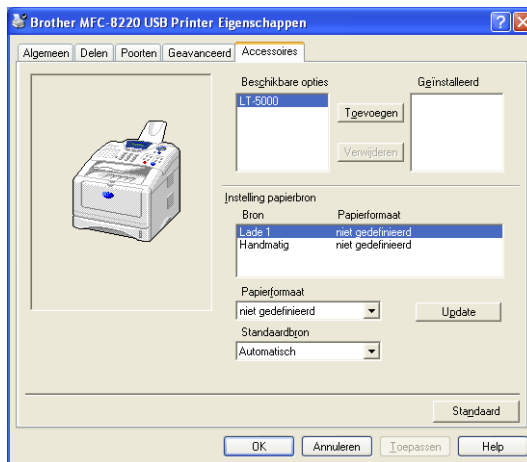 Brother MFC-8220 USB Printer Eigenschappen
Algemeen Delen Poorten Geavanceerd Accessoires
Beschikbare opties Geïnstalleerd
LT-5000
Toevoegen
Verwijderen
Instelling papierbron
Bron Papierformaat
Lade 1 niet gedefinieerd
Handmatig niet gedefinieerd
Papierformaat
niet gedefinieerd Update
Standaardbron
Automatisch
Standaard
OK Annuleren Toepassen Help